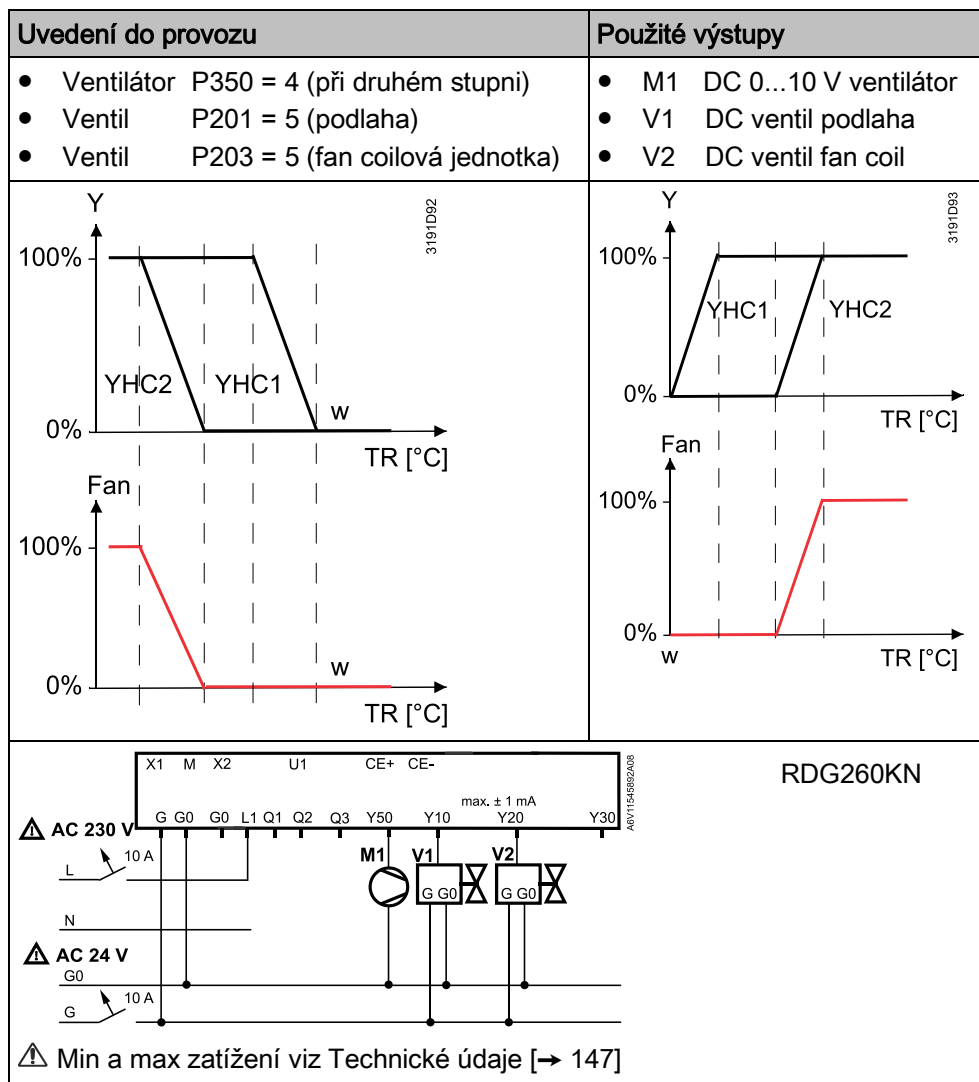 Uvedení do provozu
Použité výstupy
• Ventilátor P350 = 4 (při druhém stupni)
• Ventil P201 = 5 (podlaha)
• Ventil P203 = 5 (fan coilová jednotka)
• M1 DC 0...10 V ventilátor
• V1 DC ventil podlaha
• V2 DC ventil fan coil
Y
3191D92
100%
YHC2 YHC1
w
0%
TR [°C]
Fan
100%
w
0%
TR [°C]
Y
3191D93
100%
YHC1 YHC2
0%
TR [°C]
Fan
100%
0%
w
TR [°C]
X1 M X2 U1 CE+ CE-
A6V11545892A08
RDG260KN
max. ± 1 mA
G G0 G0 L1 Q1 Q2 Q3 Y50 Y10 Y20 Y30
AC 230 V
10 A
L
M1 V1 V2
G G0 G G0
N
AC 24 V
G0
10 A
G
Min a max zatížení viz Technické údaje [→ 147]